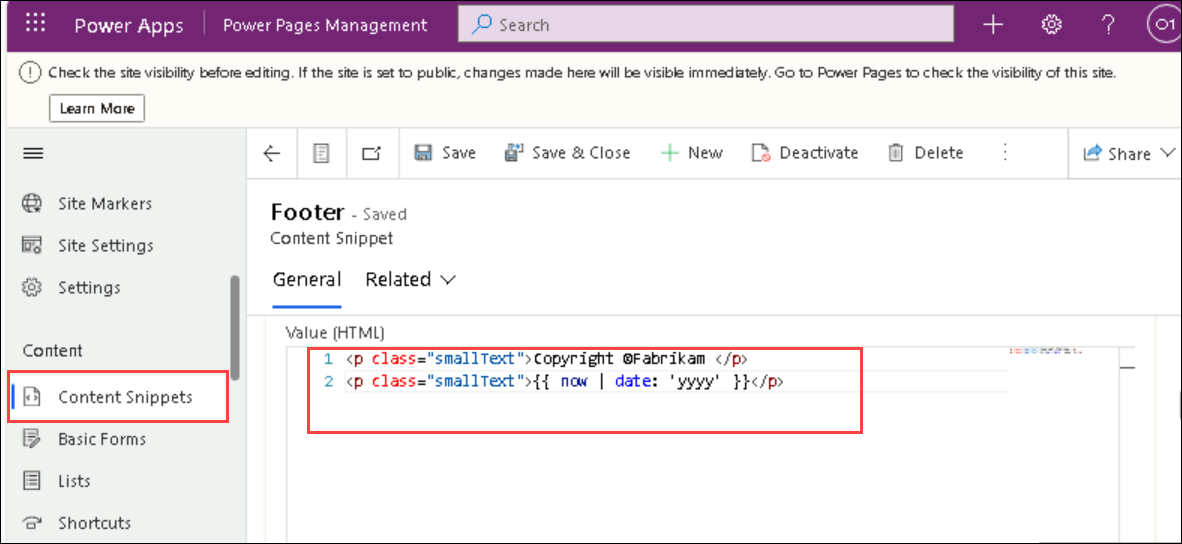 Power Apps Power Pages Management Search O1
Check the site visibility before editing. If the site is set to public, changes made here will be visible immediately. Go to Power Pages to check the visibility of this site.
Learn More
Save Save & Close New Deactivate Delete Share
Site Markers
Site Settings
Settings
Content
Content Snippets
Basic Forms
Lists
Shortcuts
Footer - Saved
Content Snippet
General Related
Value (HTML)
1 <p class="smallText">Copyright ©Fabrikam </p>
2 <p class="smallText">{{ now | date: 'yyyy' }}</p>